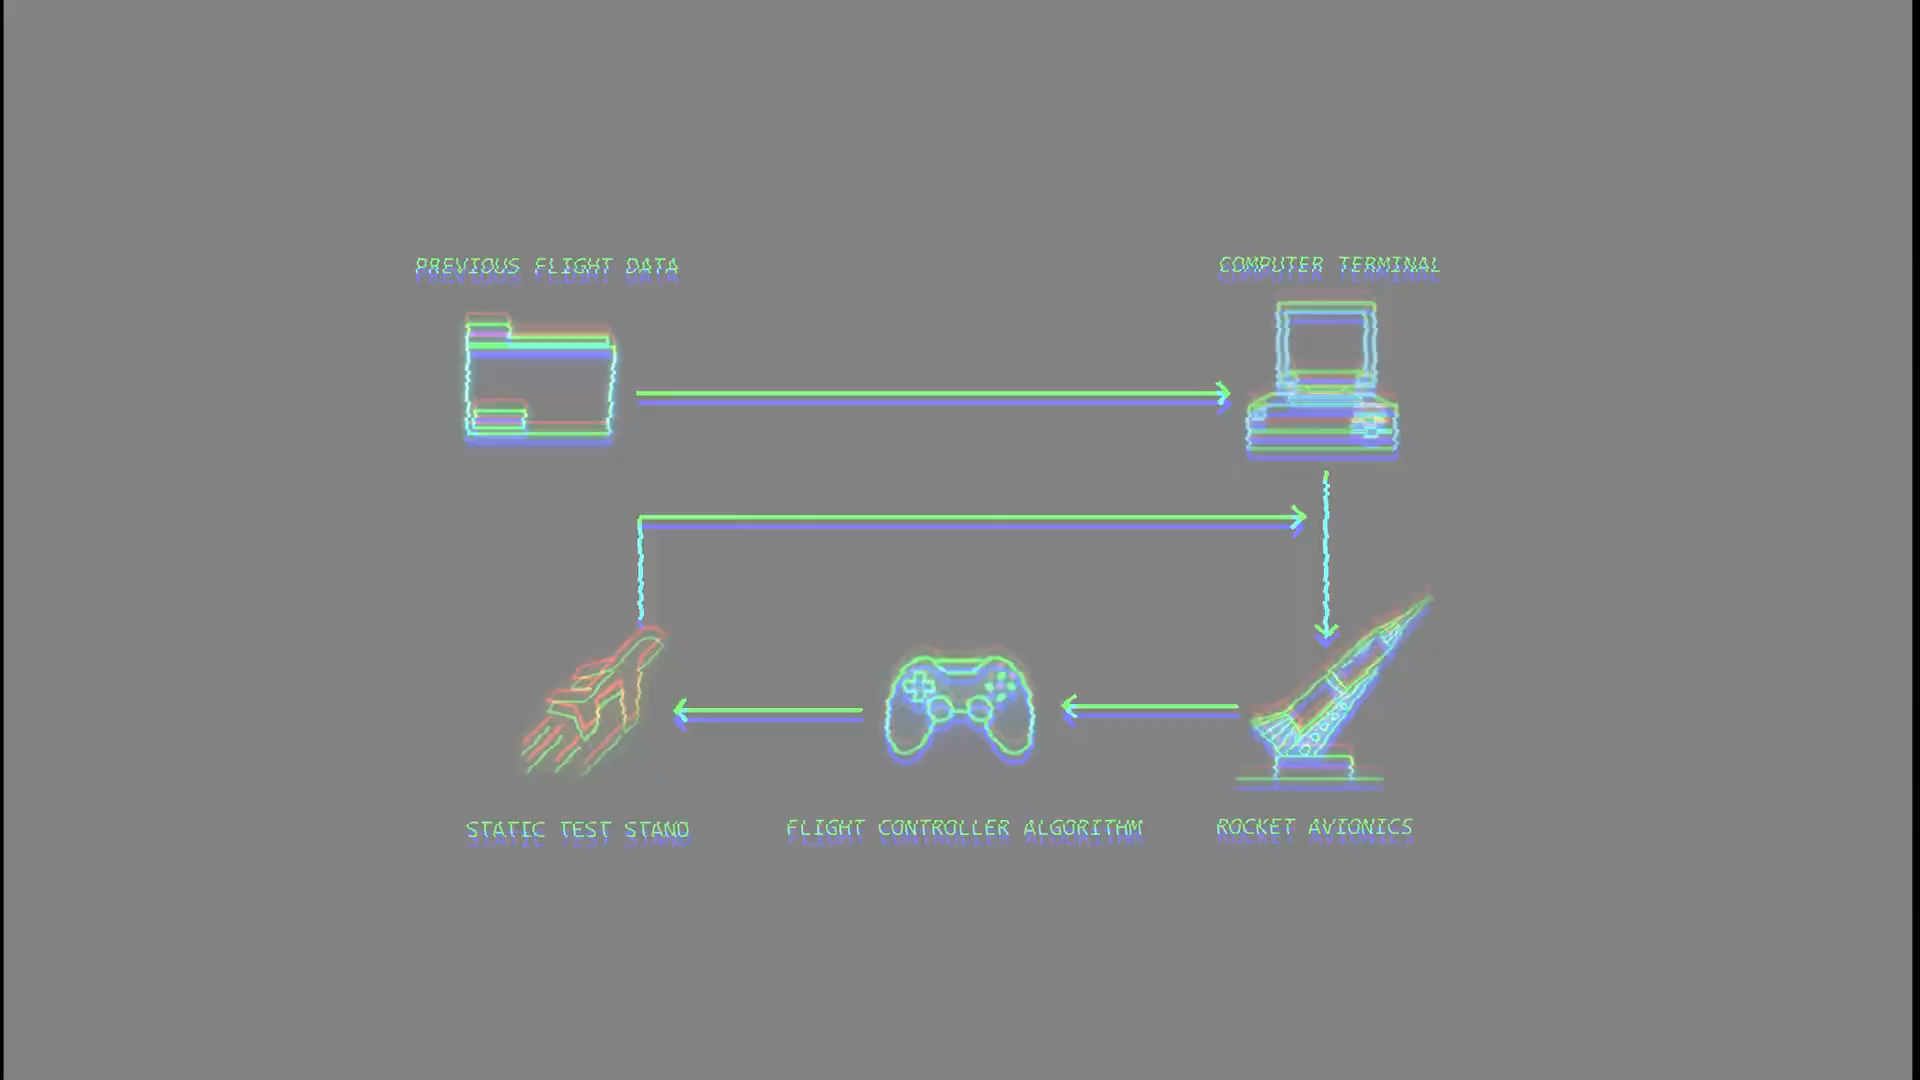 PREVIOUS FLIGHT DATA
COMPUTER TERMINAL
STATIC TEST STAND
FLIGHT CONTROLLER ALGORITHM
ROCKET AVIONICS